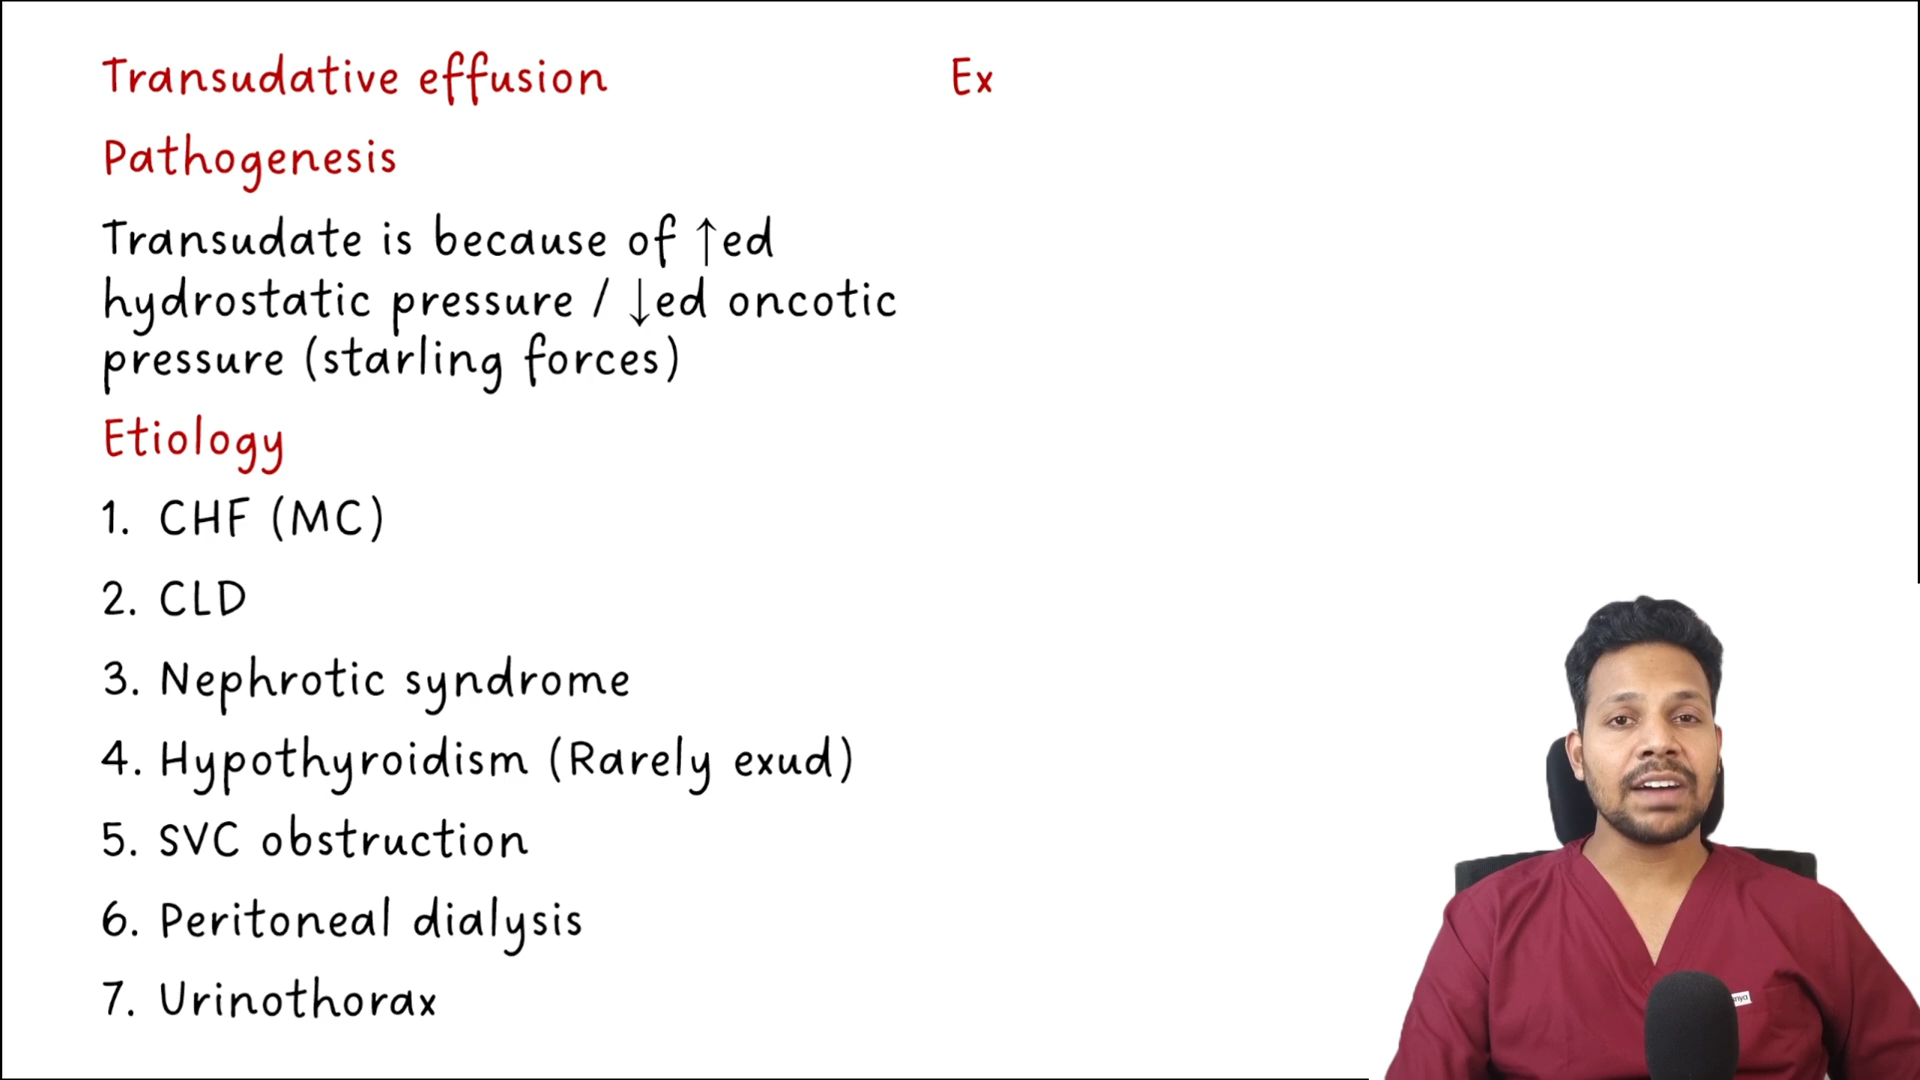 Transudative effusion
Ex
Pathogenesis
Transudate is because of ↑ed
hydrostatic pressure / ↓ed oncotic
pressure (starling forces)
Etiology
1. CHF (MC)
2. CLD
3. Nephrotic syndrome
4. Hypothyroidism (Rarely exud)
5. SVC obstruction
6. Peritoneal dialysis
7. Urinothorax